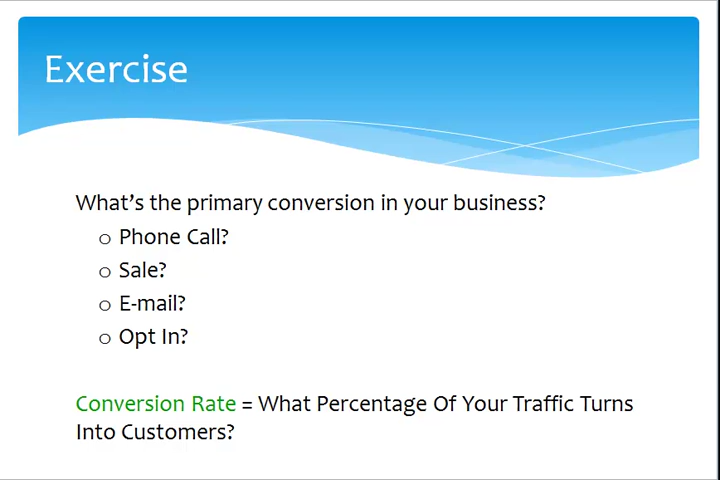 Exercise
What's the primary conversion in your business?
o Phone Call?
o Sale?
o E-mail?
o Opt In?
Conversion Rate = What Percentage Of Your Traffic Turns
Into Customers?